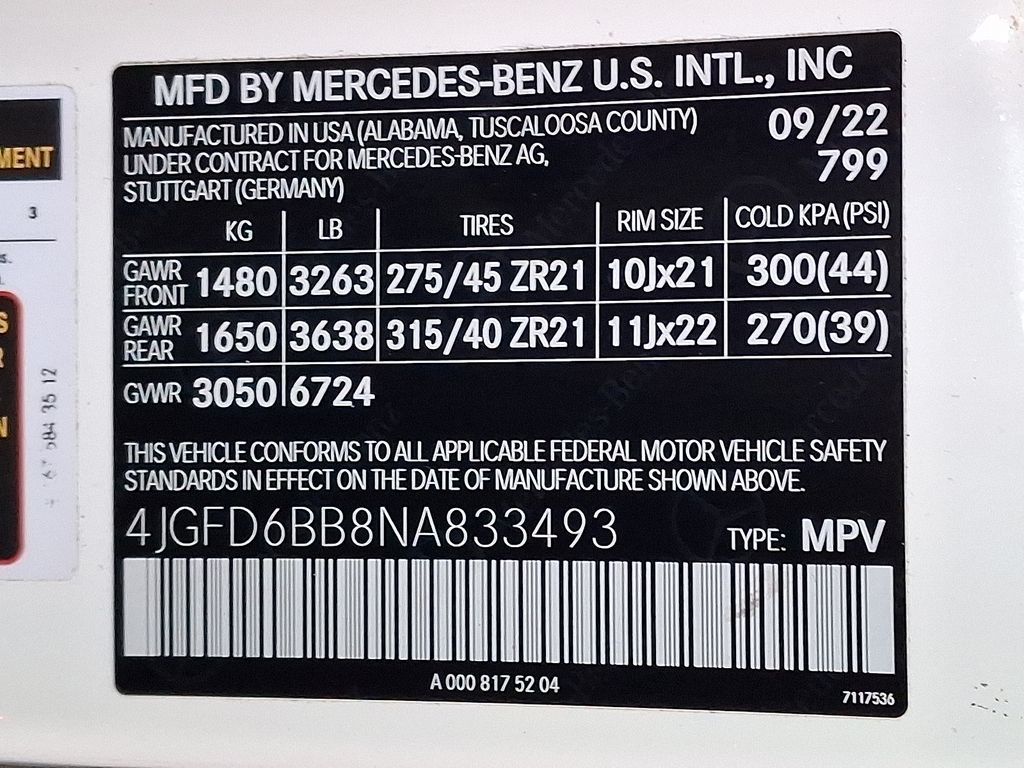 MFD BY MERCEDES-BENZ U.S. INTL., INC
MANUFACTURED IN USA (ALABAMA, TUSCALOOSA COUNTY) 09/22
UNDER CONTRACT FOR MERCEDES-BENZ AG, 799
STUTTGART (GERMANY)
KG LB TIRES RIM SIZE COLD KPA (PSI)
GAWR FRONT 1480 3263 275/45 ZR21 10Jx21 300(44)
GAWR REAR 1650 3638 315/40 ZR21 11Jx22 270(39)
GVWR 3050 6724
THIS VEHICLE CONFORMS TO ALL APPLICABLE FEDERAL MOTOR VEHICLE SAFETY
STANDARDS IN EFFECT ON THE DATE OF MANUFACTURE SHOWN ABOVE.
4JGFD6BB8NA833493 TYPE: MPV
A 000 817 52 04
7117536
MENT
3